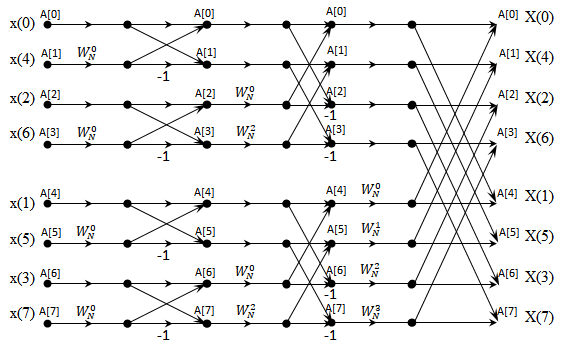 x(0) A[0] A[0] A[0] A[0] X(0)
x(4) A[1] W_N^0 -1 A[1] A[1] A[1] X(4)
x(2) A[2] A[2] W_N^0 A[2] -1 A[2] X(2)
x(6) A[3] W_N^0 -1 A[3] W_N^2 A[3] -1 A[3] X(6)
x(1) A[4] A[4] A[4] W_N^0 A[4] X(1)
x(5) A[5] W_N^0 -1 A[5] A[5] W_N^1 A[5] X(5)
x(3) A[6] A[6] W_N^0 A[6] -1 W_N^2 A[6] X(3)
x(7) A[7] W_N^0 -1 A[7] W_N^2 A[7] -1 W_N^3 A[7] X(7)